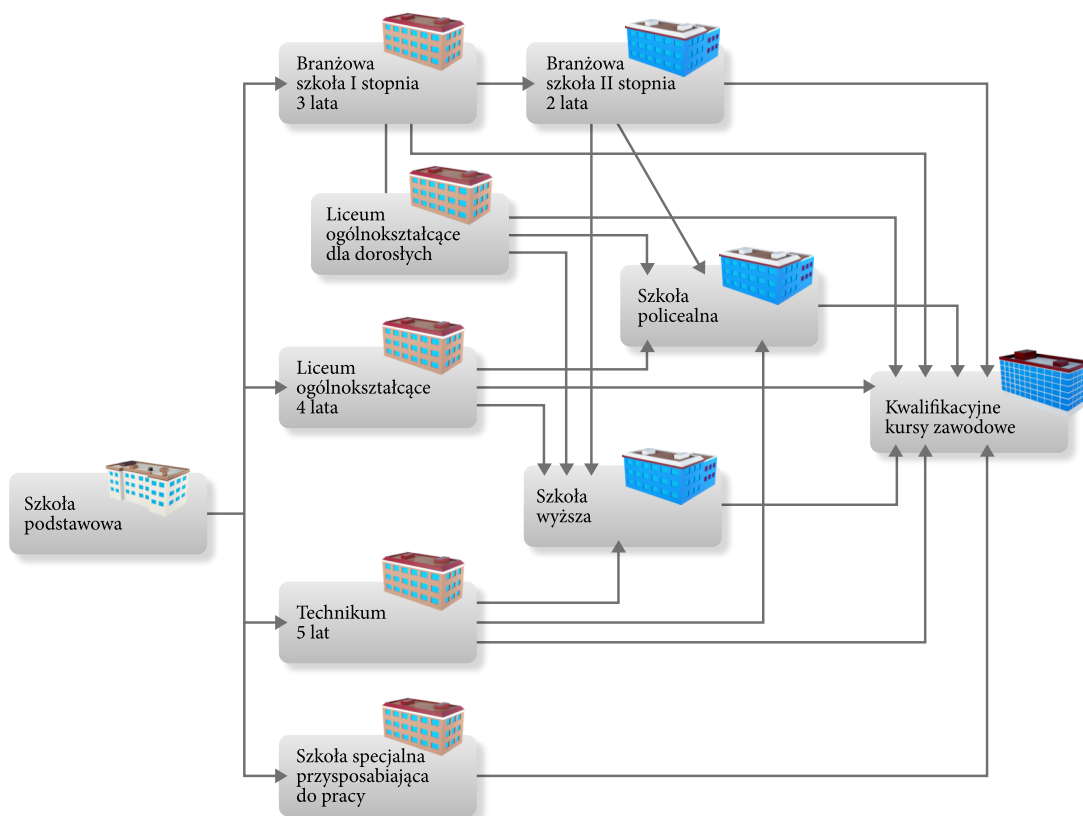 Branżowa
szkoła I stopnia
3 lata
Branżowa
szkoła II stopnia
2 lata
Liceum
ogólnokształcące
dla dorosłych
Szkoła
policealna
Liceum
ogólnokształcące
4 lata
Kwalifikacyjne
kursy zawodowe
Szkoła
podstawowa
Szkoła
wyższa
Technikum
5 lat
Szkoła specjalna
przysposabiająca
do pracy